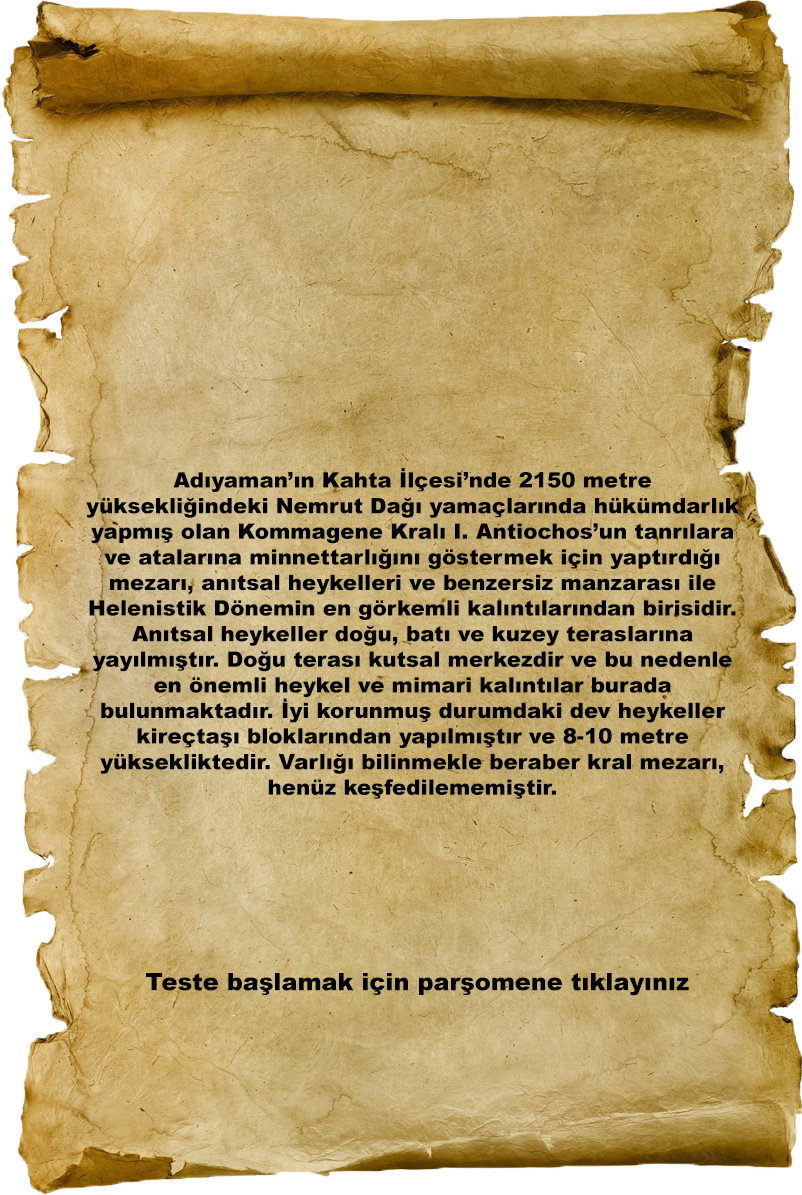 Adıyaman’ın Kahta İlçesi’nde 2150 metre
yüksekliğindeki Nemrut Dağı yamaçlarında hükümdarlık
yapmış olan Kommagene Kralı I. Antiochos’un tanrılara
ve atalarına minnettarlığını göstermek için yaptırdığı
mezarı, anıtsal heykelleri ve benzersiz manzarası ile
Helenistik Dönemin en görkemli kalıntılarından birisidir.
Anıtsal heykeller doğu, batı ve kuzey teraslarına
yayılmıştır. Doğu terası kutsal merkezdir ve bu nedenle
en önemli heykel ve mimari kalıntılar burada
bulunmaktadır. İyi korunmuş durumdaki dev heykeller
kireçtaşı bloklarından yapılmıştır ve 8-10 metre
yüksekliktedir. Varlığı bilinmekle beraber kral mezarı,
henüz keşfedilememiştir.
Teste başlamak için parşomene tıklayınız